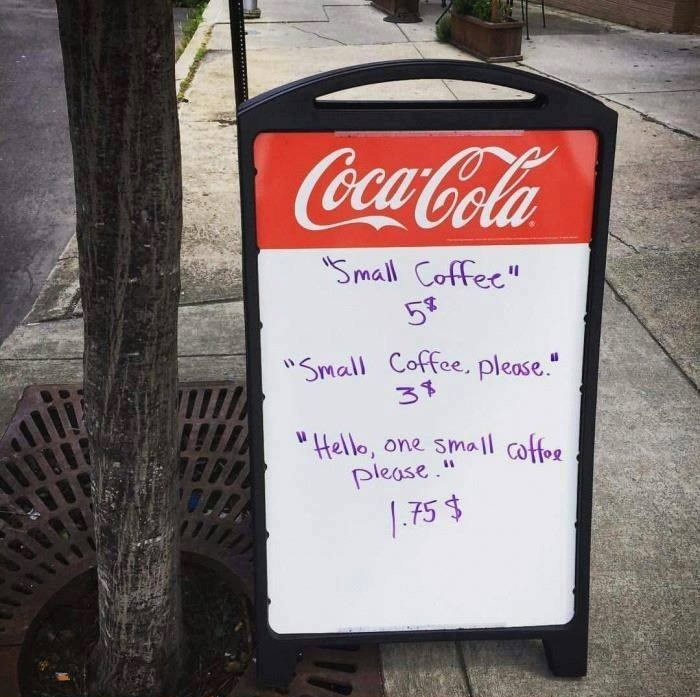 Coca-Cola
"Small Coffee"
5$
"Small Coffee, please."
3$
"Hello, one small coffee
please."
1.75 $